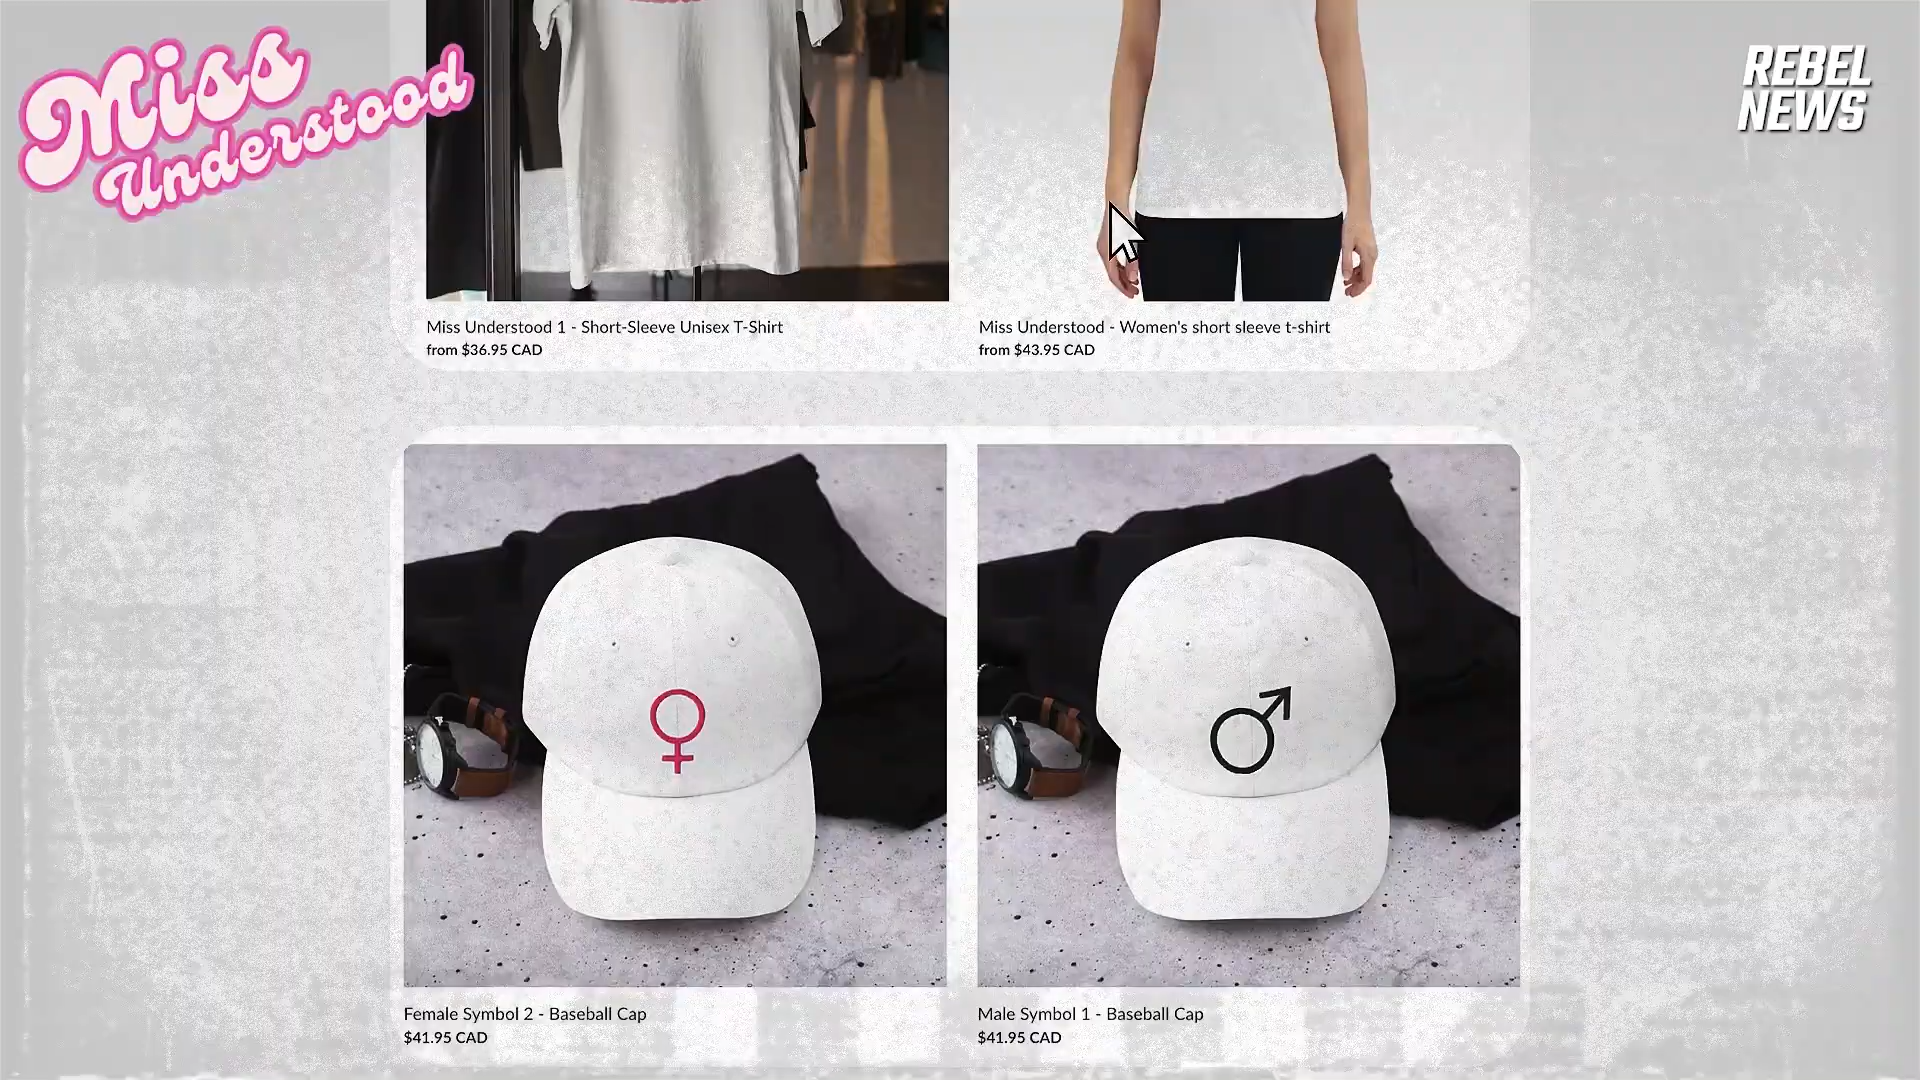 Miss
Understood
REBEL
NEWS
Miss Understood 1 - Short-Sleeve Unisex T-Shirt
from $36.95 CAD
Miss Understood - Women's short sleeve t-shirt
from $43.95 CAD
Female Symbol 2 - Baseball Cap
$41.95 CAD
Male Symbol 1 - Baseball Cap
$41.95 CAD